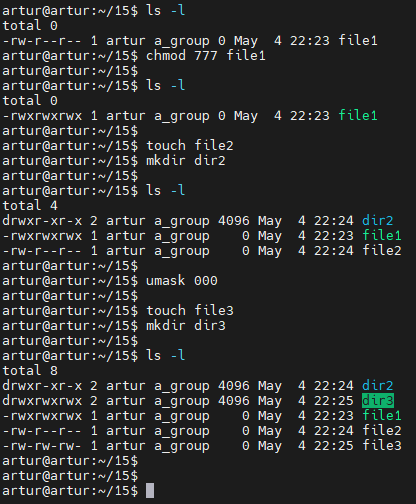 artur@artur:~/15$ ls -l
total 0
-rw-r--r-- 1 artur a_group 0 May  4 22:23 file1
artur@artur:~/15$ chmod 777 file1
artur@artur:~/15$
artur@artur:~/15$ ls -l
total 0
-rwxrwxrwx 1 artur a_group 0 May  4 22:23 file1
artur@artur:~/15$
artur@artur:~/15$ touch file2
artur@artur:~/15$ mkdir dir2
artur@artur:~/15$
artur@artur:~/15$ ls -l
total 4
drwxr-xr-x 2 artur a_group 4096 May  4 22:24 dir2
-rwxrwxrwx 1 artur a_group    0 May  4 22:23 file1
-rw-r--r-- 1 artur a_group    0 May  4 22:24 file2
artur@artur:~/15$
artur@artur:~/15$ umask 000
artur@artur:~/15$
artur@artur:~/15$ touch file3
artur@artur:~/15$ mkdir dir3
artur@artur:~/15$
artur@artur:~/15$ ls -l
total 8
drwxr-xr-x 2 artur a_group 4096 May  4 22:24 dir2
drwxrwxrwx 2 artur a_group 4096 May  4 22:25 dir3
-rwxrwxrwx 1 artur a_group    0 May  4 22:23 file1
-rw-r--r-- 1 artur a_group    0 May  4 22:24 file2
-rw-rw-rw- 1 artur a_group    0 May  4 22:25 file3
artur@artur:~/15$
artur@artur:~/15$
artur@artur:~/15$